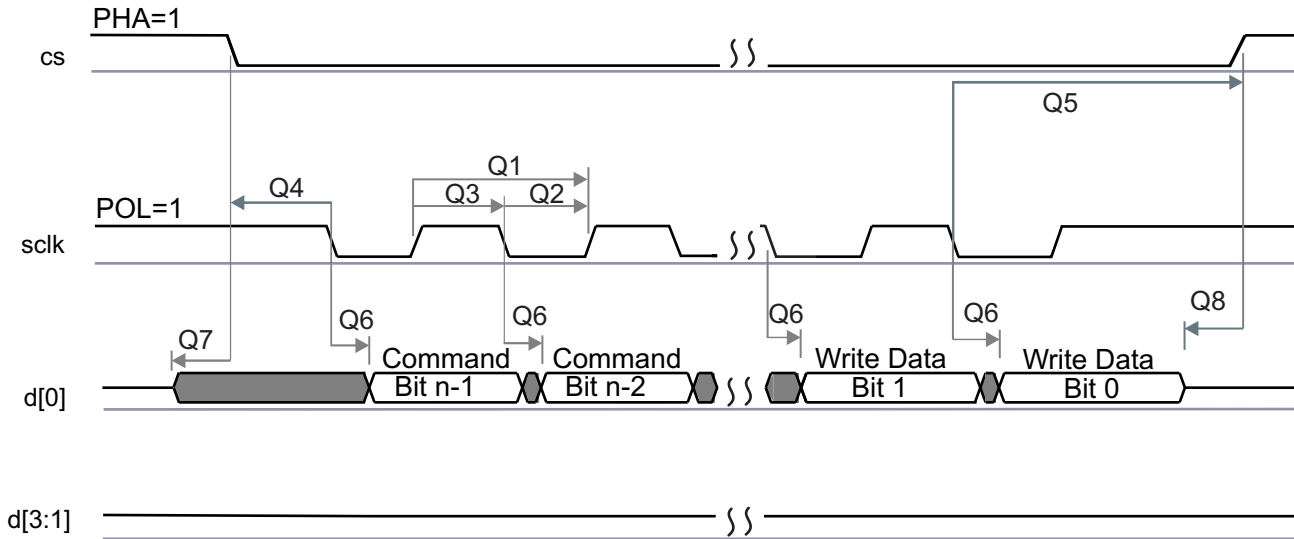 PHA=1
cs
Q5
Q1
Q4
Q3
Q2
POL=1
sclk
Q7
Q6
Q6
Q6
Q6
Q8
Command
Command
Write Data
Write Data
d[0]
Bit n-1
Bit n-2
Bit 1
Bit 0
d[3:1]